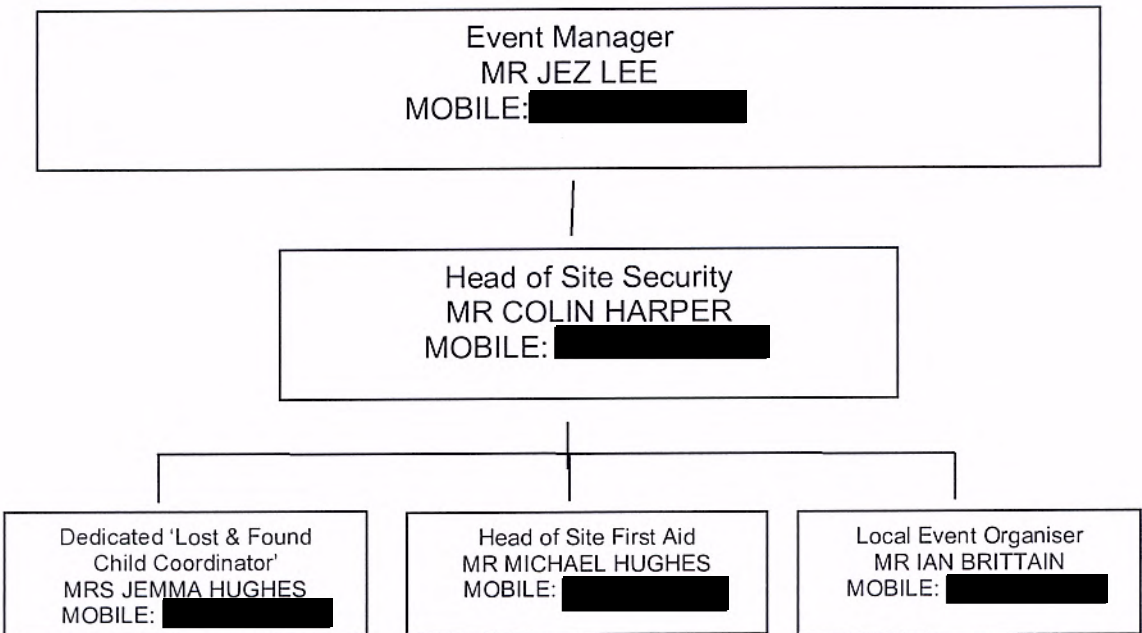 Event Manager
MR JEZ LEE
MOBILE:
Head of Site Security
MR COLIN HARPER
MOBILE:
Dedicated 'Lost & Found
Child Coordinator'
MRS JEMMA HUGHES
MOBILE:
Head of Site First Aid
MR MICHAEL HUGHES
MOBILE:
Local Event Organiser
MR IAN BRITTAIN
MOBILE: